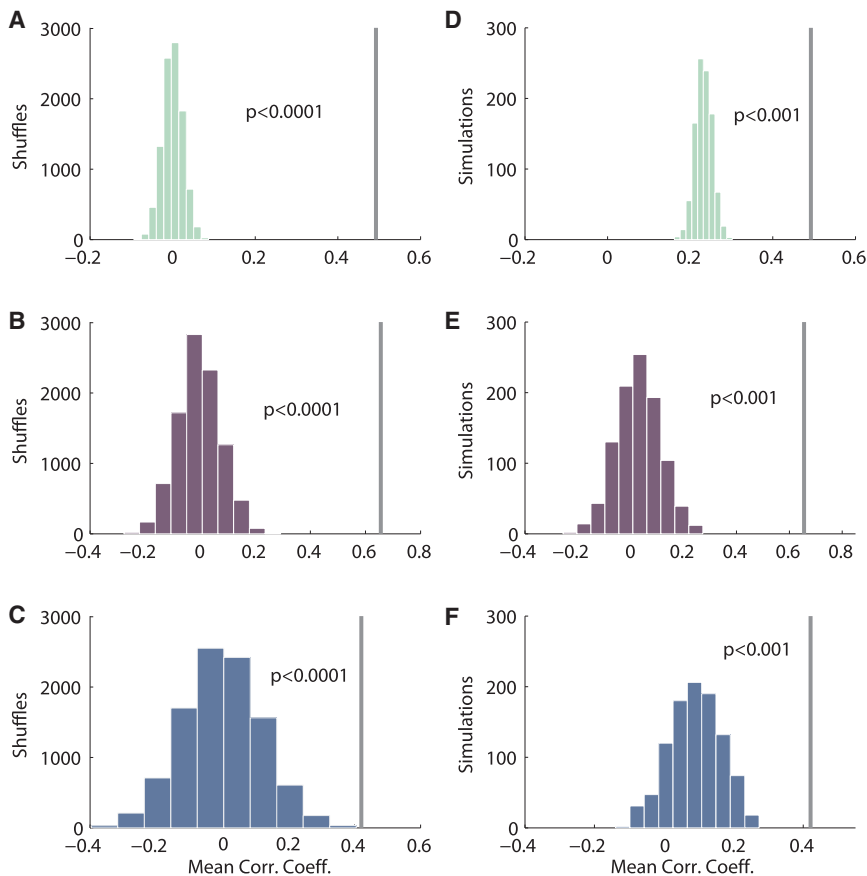 A
3000
2000
1000
0
Shuffles
p<0.0001
−0.2 0 0.2 0.4 0.6
D
300
200
100
0
Simulations
p<0.001
−0.2 0 0.2 0.4 0.6
B
3000
2000
1000
0
Shuffles
p<0.0001
−0.4 −0.2 0 0.2 0.4 0.6 0.8
E
300
200
100
0
Simulations
p<0.001
−0.4 −0.2 0 0.2 0.4 0.6 0.8
C
3000
2000
1000
0
Shuffles
p<0.0001
−0.4 −0.2 0 0.2 0.4 0.6
Mean Corr. Coeff.
F
300
200
100
0
Simulations
p<0.001
−0.4 −0.2 0 0.2 0.4
Mean Corr. Coeff.